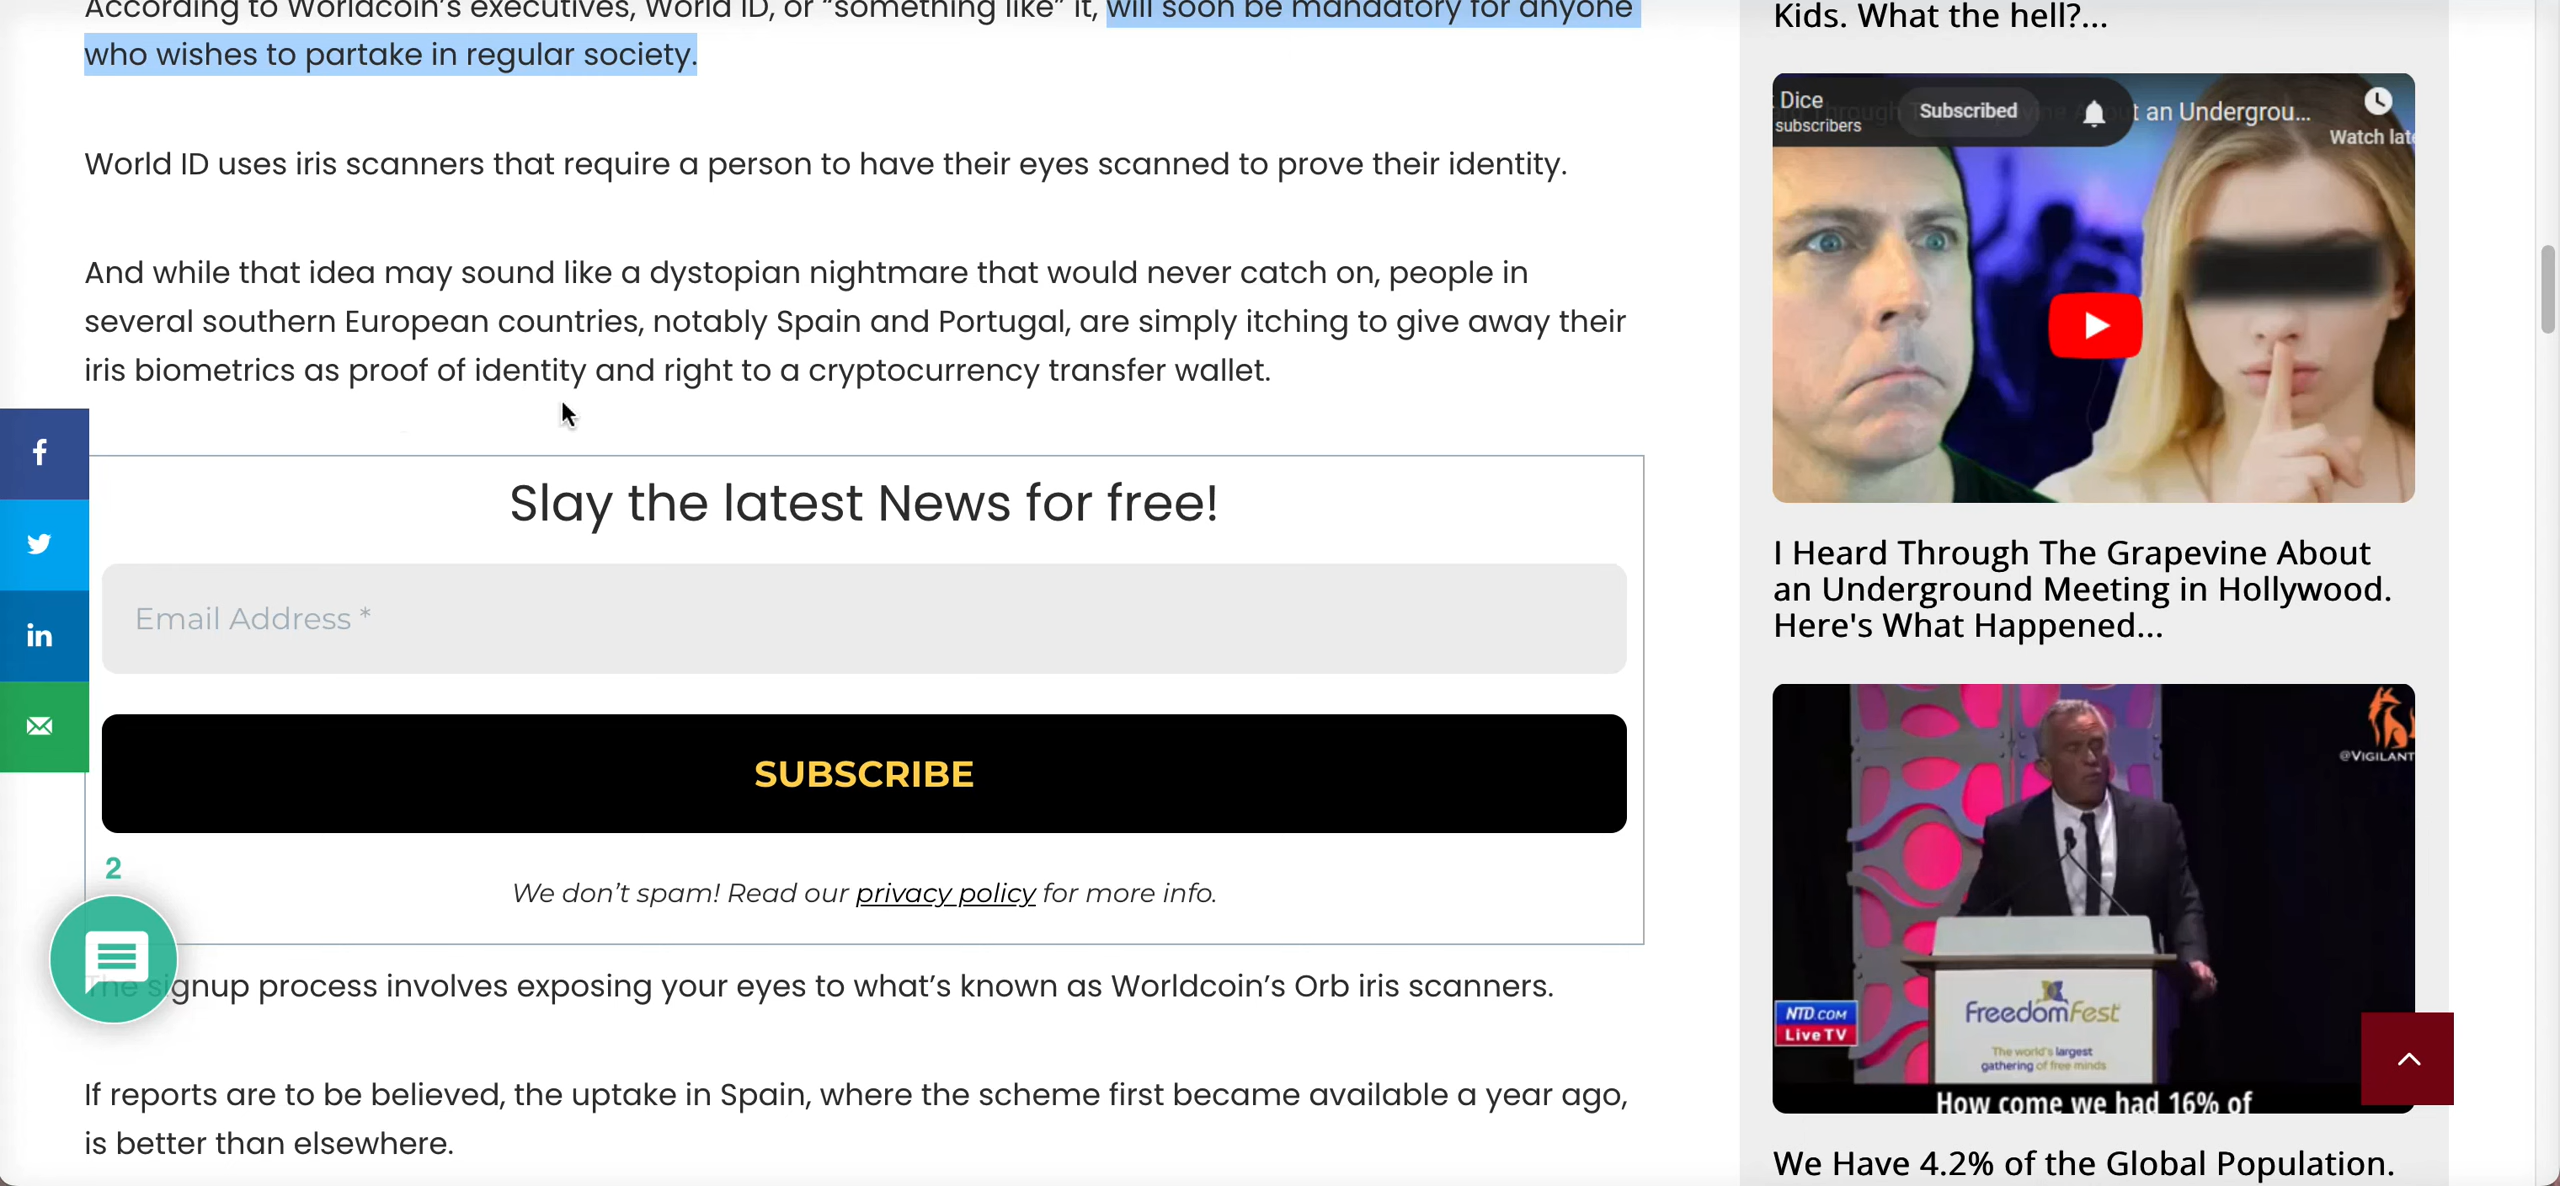 According to Worldcoin's executives, World ID, or "something like" it, will soon be mandatory for anyone
who wishes to partake in regular society.
World ID uses iris scanners that require a person to have their eyes scanned to prove their identity.
And while that idea may sound like a dystopian nightmare that would never catch on, people in
several southern European countries, notably Spain and Portugal, are simply itching to give away their
iris biometrics as proof of identity and right to a cryptocurrency transfer wallet.
f
in
Slay the latest News for free!
Email Address *
SUBSCRIBE
We don't spam! Read our privacy policy for more info.
2
The signup process involves exposing your eyes to what's known as Worldcoin's Orb iris scanners.
If reports are to be believed, the uptake in Spain, where the scheme first became available a year ago,
is better than elsewhere.
Kids. What the hell?...
Dice
subscribers
Subscribed
t an Undergrou...
Watch late
I Heard Through The Grapevine About
an Underground Meeting in Hollywood.
Here's What Happened...
@VIGILANT
NTD.COM
Live TV
FreedomFest
The world's largest
gathering of free minds
How come we had 16% of
We Have 4.2% of the Global Population.